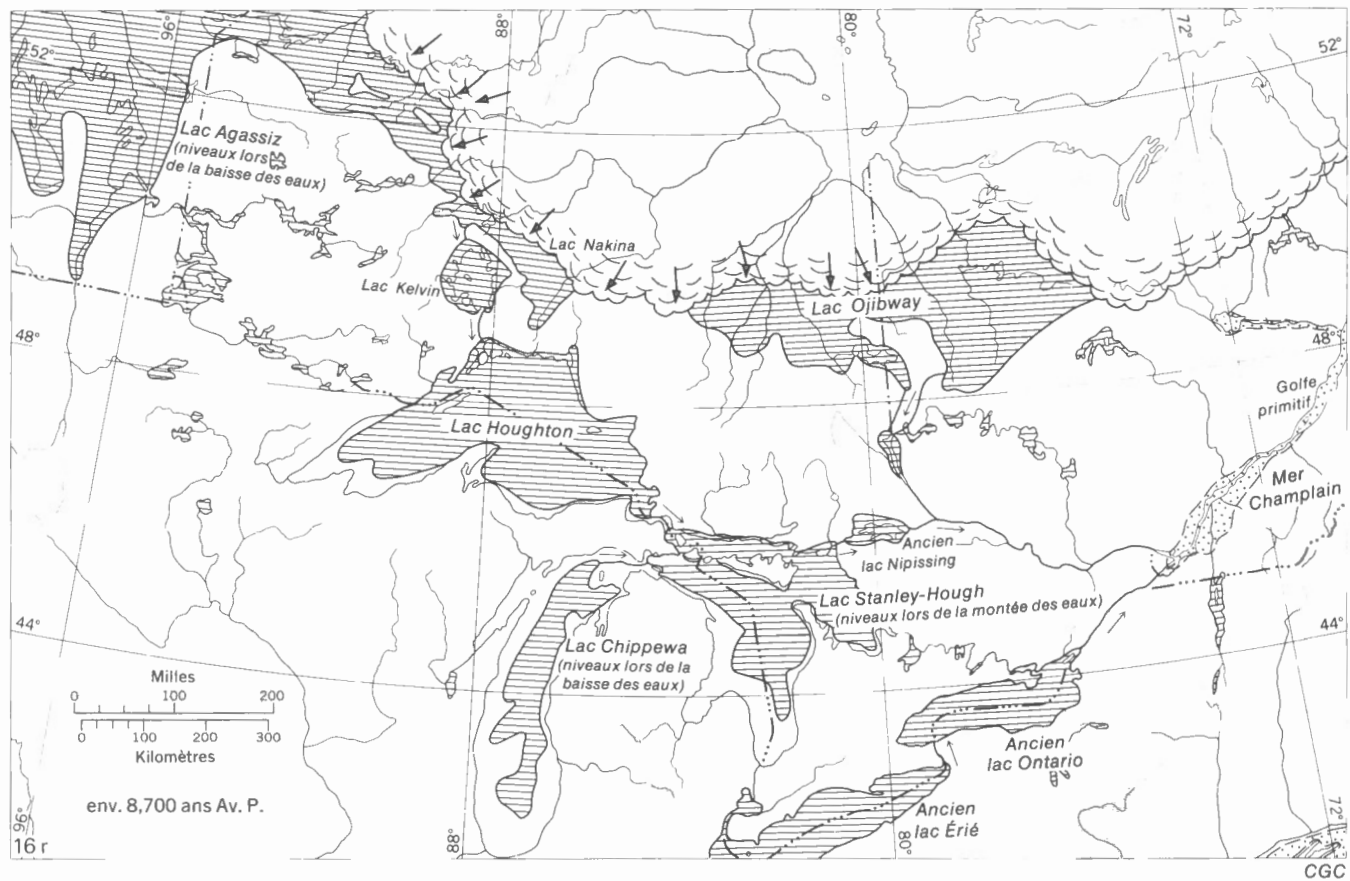 96°
88°
80°
72°
52°
52°
Lac Agassiz
(niveaux lors
de la baisse des eaux)
Lac Nakina
Lac Kelvin
Lac Ojibway
48°
48°
Golfe
primitif
Lac Houghton
Mer
Champlain
Ancien
lac Nipissing
Lac Stanley-Hough
(niveaux lors de la montée des eaux)
44°
44°
Lac Chippewa
(niveaux lors de la
baisse des eaux)
Milles
0 100 200
0 100 200 300
Kilomètres
Ancien
lac Ontario
env. 8,700 ans Av. P.
Ancien
lac Érié
96°
88°
80°
72°
16 r
CGC